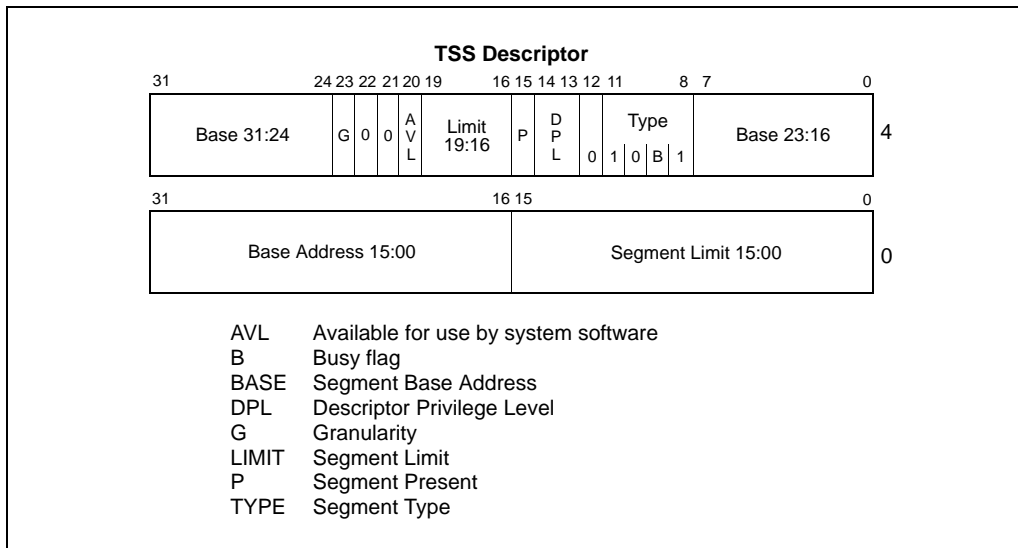 TSS Descriptor
31 24 23 22 21 20 19 16 15 14 13 12 11 8 7 0
Base 31:24 G 0 0 AVL Limit 19:16 P DPL 0 Type 1 0 B 1 Base 23:16 4
31 16 15 0
Base Address 15:00 Segment Limit 15:00 0
AVL Available for use by system software
B Busy flag
BASE Segment Base Address
DPL Descriptor Privilege Level
G Granularity
LIMIT Segment Limit
P Segment Present
TYPE Segment Type